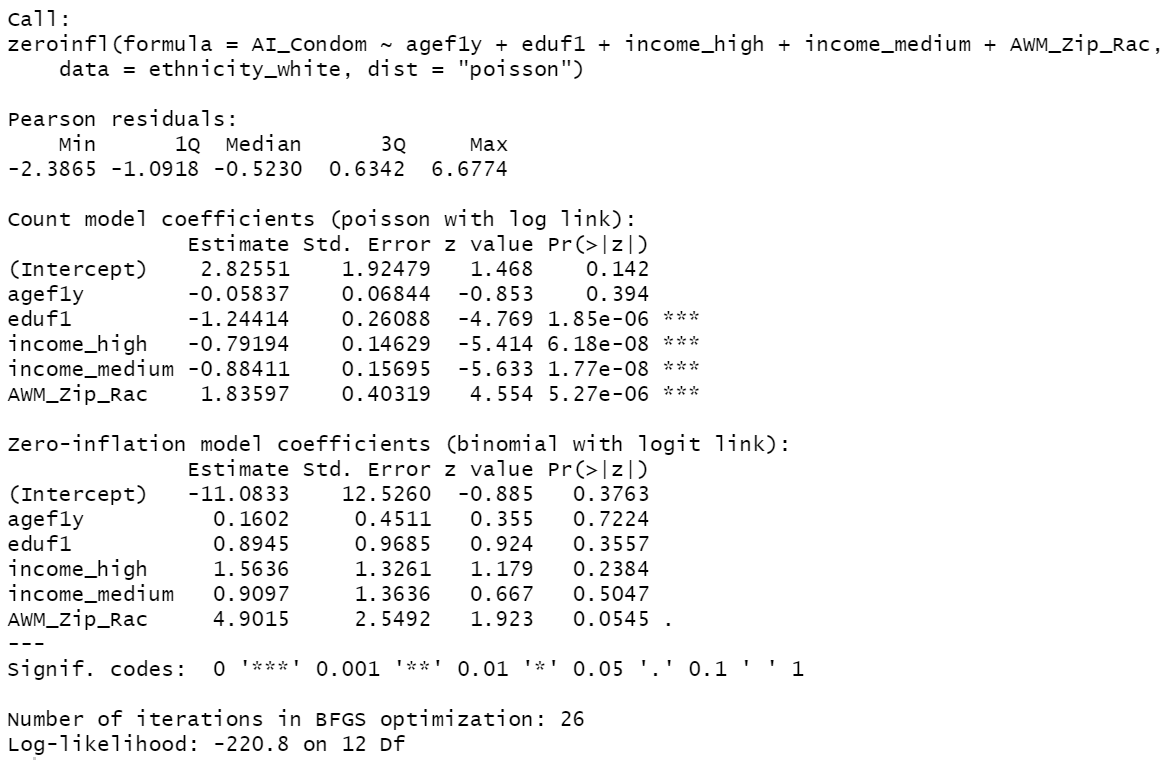 Call:
zeroinfl(formula = AI_Condom ~ agef1y + eduf1 + income_high + income_medium + AWM_Zip_Rac,
    data = ethnicity_white, dist = "poisson")

Pearson residuals:
    Min      1Q  Median      3Q     Max
-2.3865 -1.0918 -0.5230  0.6342  6.6774

Count model coefficients (poisson with log link):
              Estimate Std. Error z value Pr(>|z|)
(Intercept)    2.82551    1.92479   1.468    0.142
agef1y        -0.05837    0.06844  -0.853    0.394
eduf1         -1.24414    0.26088  -4.769 1.85e-06 ***
income_high   -0.79194    0.14629  -5.414 6.18e-08 ***
income_medium -0.88411    0.15695  -5.633 1.77e-08 ***
AWM_Zip_Rac    1.83597    0.40319   4.554 5.27e-06 ***

Zero-inflation model coefficients (binomial with logit link):
              Estimate Std. Error z value Pr(>|z|)
(Intercept)   -11.0833    12.5260  -0.885   0.3763
agef1y          0.1602     0.4511   0.355   0.7224
eduf1           0.8945     0.9685   0.924   0.3557
income_high     1.5636     1.3261   1.179   0.2384
income_medium   0.9097     1.3636   0.667   0.5047
AWM_Zip_Rac     4.9015     2.5492   1.923   0.0545 .
---
Signif. codes:  0 '***' 0.001 '**' 0.01 '*' 0.05 '.' 0.1 ' ' 1

Number of iterations in BFGS optimization: 26
Log-likelihood: -220.8 on 12 Df